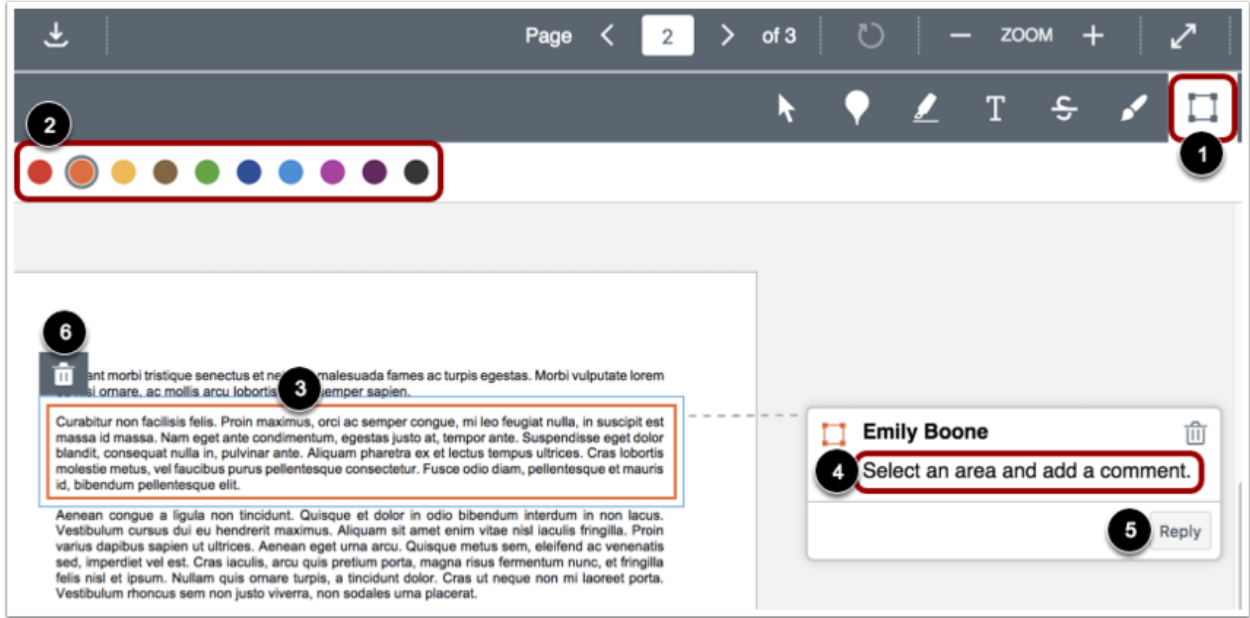 Page 2 of 3 ZOOM
T S
2
1
6
ant morbi tristique senectus et malesuada fames ac turpis egestas. Morbi vulputate lorem
ornare, ac mollis arcu lobortis semper sapien.
3
Curabitur non facilisis felis. Proin maximus, orci ac semper congue, mi leo feugiat nulla, in suscipit est
massa id massa. Nam eget ante condimentum, egestas justo at, tempor ante. Suspendisse eget dolor
blandit, consequat nulla in, pulvinar ante. Aliquam pharetra ex et lectus tempus ultrices. Cras lobortis
molestie metus, vel faucibus purus pellentesque consectetur. Fusce odio diam, pellentesque et mauris
id, bibendum pellentesque elit.
Emily Boone
4
Select an area and add a comment.
5
Reply
Aenean congue a ligula non tincidunt. Quisque et dolor in odio bibendum interdum in non lacus.
Vestibulum cursus dui eu hendrerit maximus. Aliquam sit amet enim vitae nisl iaculis fringilla. Proin
varius dapibus sapien ut ultrices. Aenean eget urna arcu. Quisque metus sem, eleifend ac venenatis
sed, imperdiet vel est. Cras iaculis, arcu quis pretium porta, magna risus fermentum nunc, et fringilla
felis nisl et ipsum. Nullam quis ornare turpis, a tincidunt dolor. Cras ut neque non mi laoreet porta.
Vestibulum rhoncus sem non justo viverra, non sodales urna placerat.